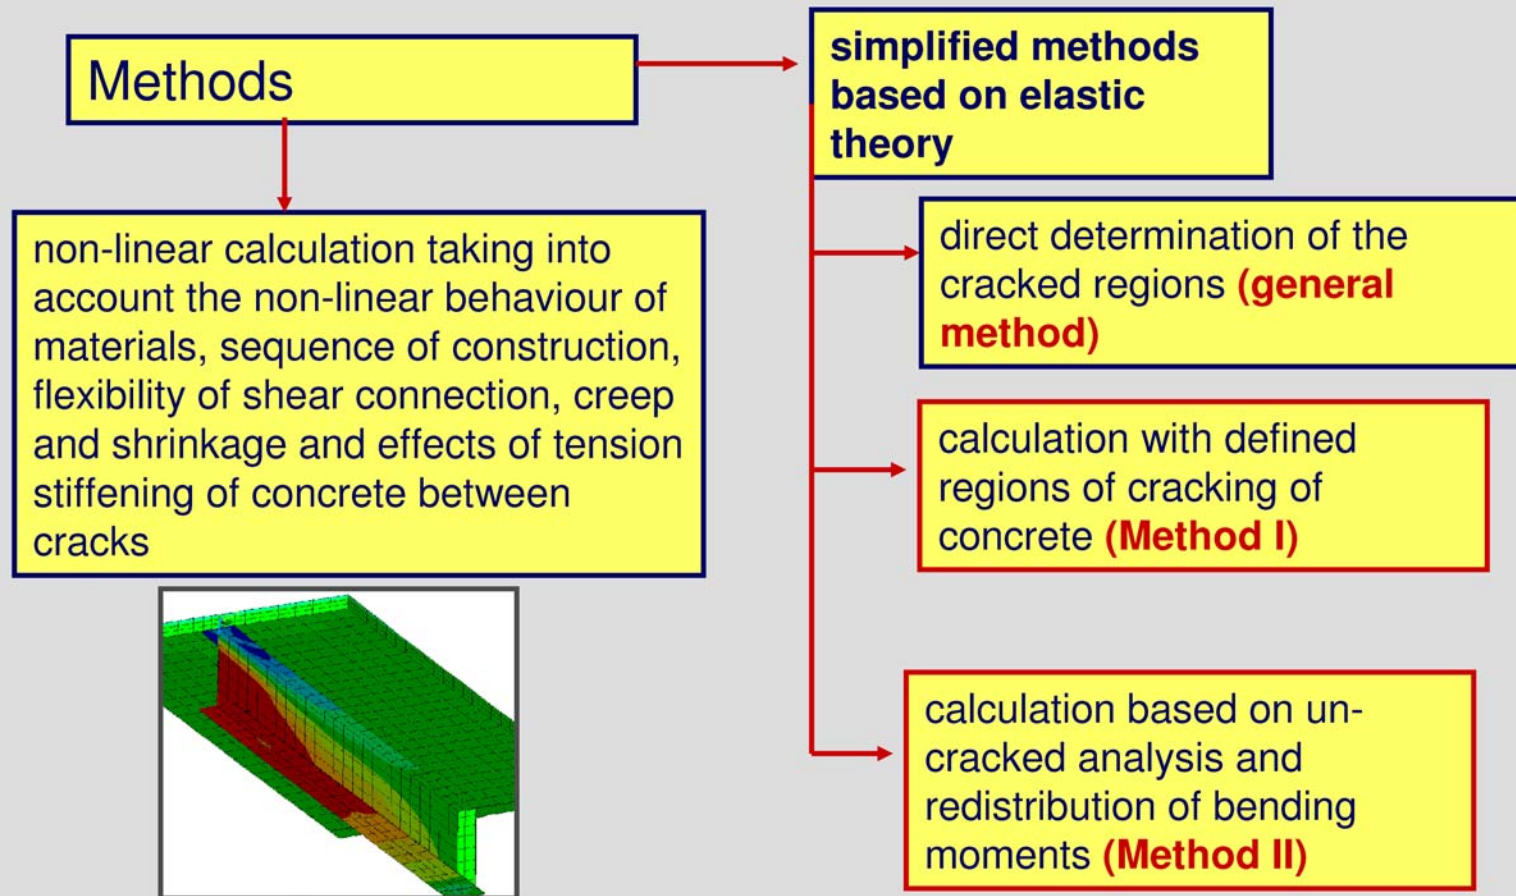 Methods
simplified methods
based on elastic
theory
non-linear calculation taking into
account the non-linear behaviour of
materials, sequence of construction,
flexibility of shear connection, creep
and shrinkage and effects of tension
stiffening of concrete between
cracks
direct determination of the
cracked regions (general
method)
calculation with defined
regions of cracking of
concrete (Method I)
calculation based on un-
cracked analysis and
redistribution of bending
moments (Method II)